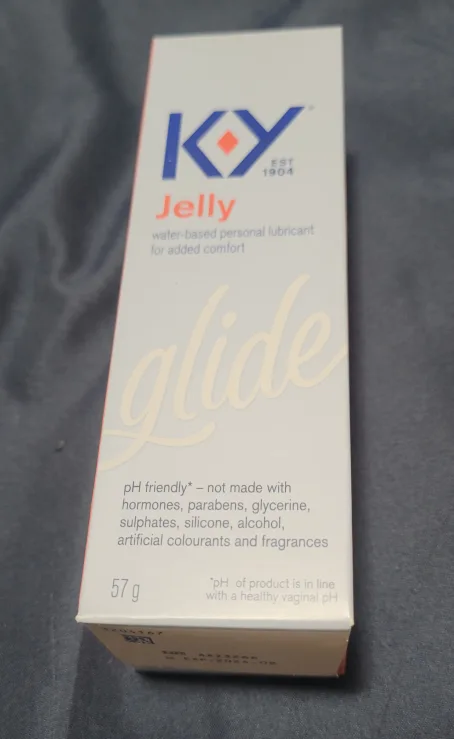 K-Y®
EST
1904
Jelly
water-based personal lubricant
for added comfort
glide
pH friendly* – not made with
hormones, parabens, glycerine,
sulphates, silicone, alcohol,
artificial colourants and fragrances
57 g
*pH of product is in line
with a healthy vaginal pH